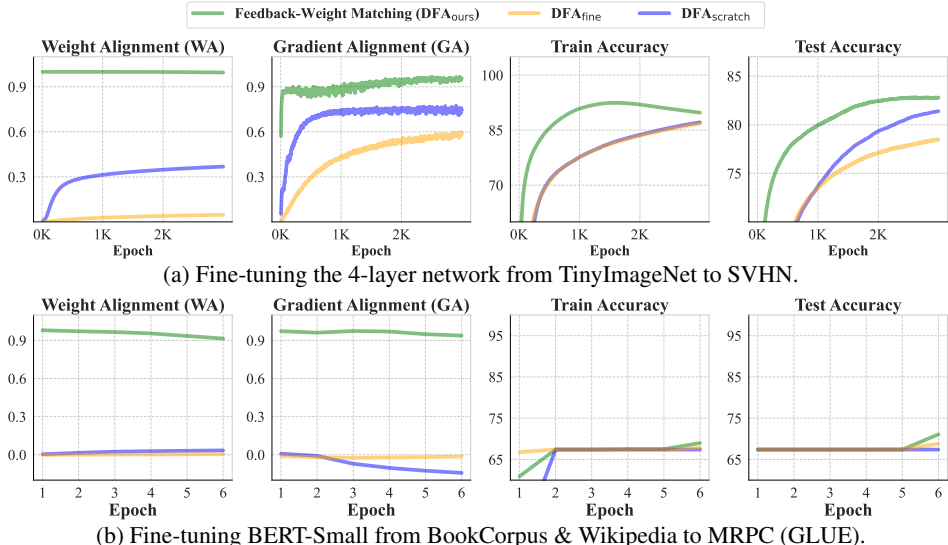 Feedback-Weight Matching (DFAours) DFAfine DFAscratch
Weight Alignment (WA) Gradient Alignment (GA) Train Accuracy Test Accuracy
0.9 0.9 100 85
0.6 0.6 85 80
0.3 0.3 70 75
0K 1K 2K 0K 1K 2K 0K 1K 2K 0K 1K 2K
Epoch Epoch Epoch Epoch
(a) Fine-tuning the 4-layer network from TinyImageNet to SVHN.
Weight Alignment (WA) Gradient Alignment (GA) Train Accuracy Test Accuracy
0.9 0.9 95 95
0.6 0.6 85 85
0.3 0.3 75 75
0.0 0.0 65 65
1 2 3 4 5 6 1 2 3 4 5 6 1 2 3 4 5 6 1 2 3 4 5 6
Epoch Epoch Epoch Epoch
(b) Fine-tuning BERT-Small from BookCorpus & Wikipedia to MRPC (GLUE).